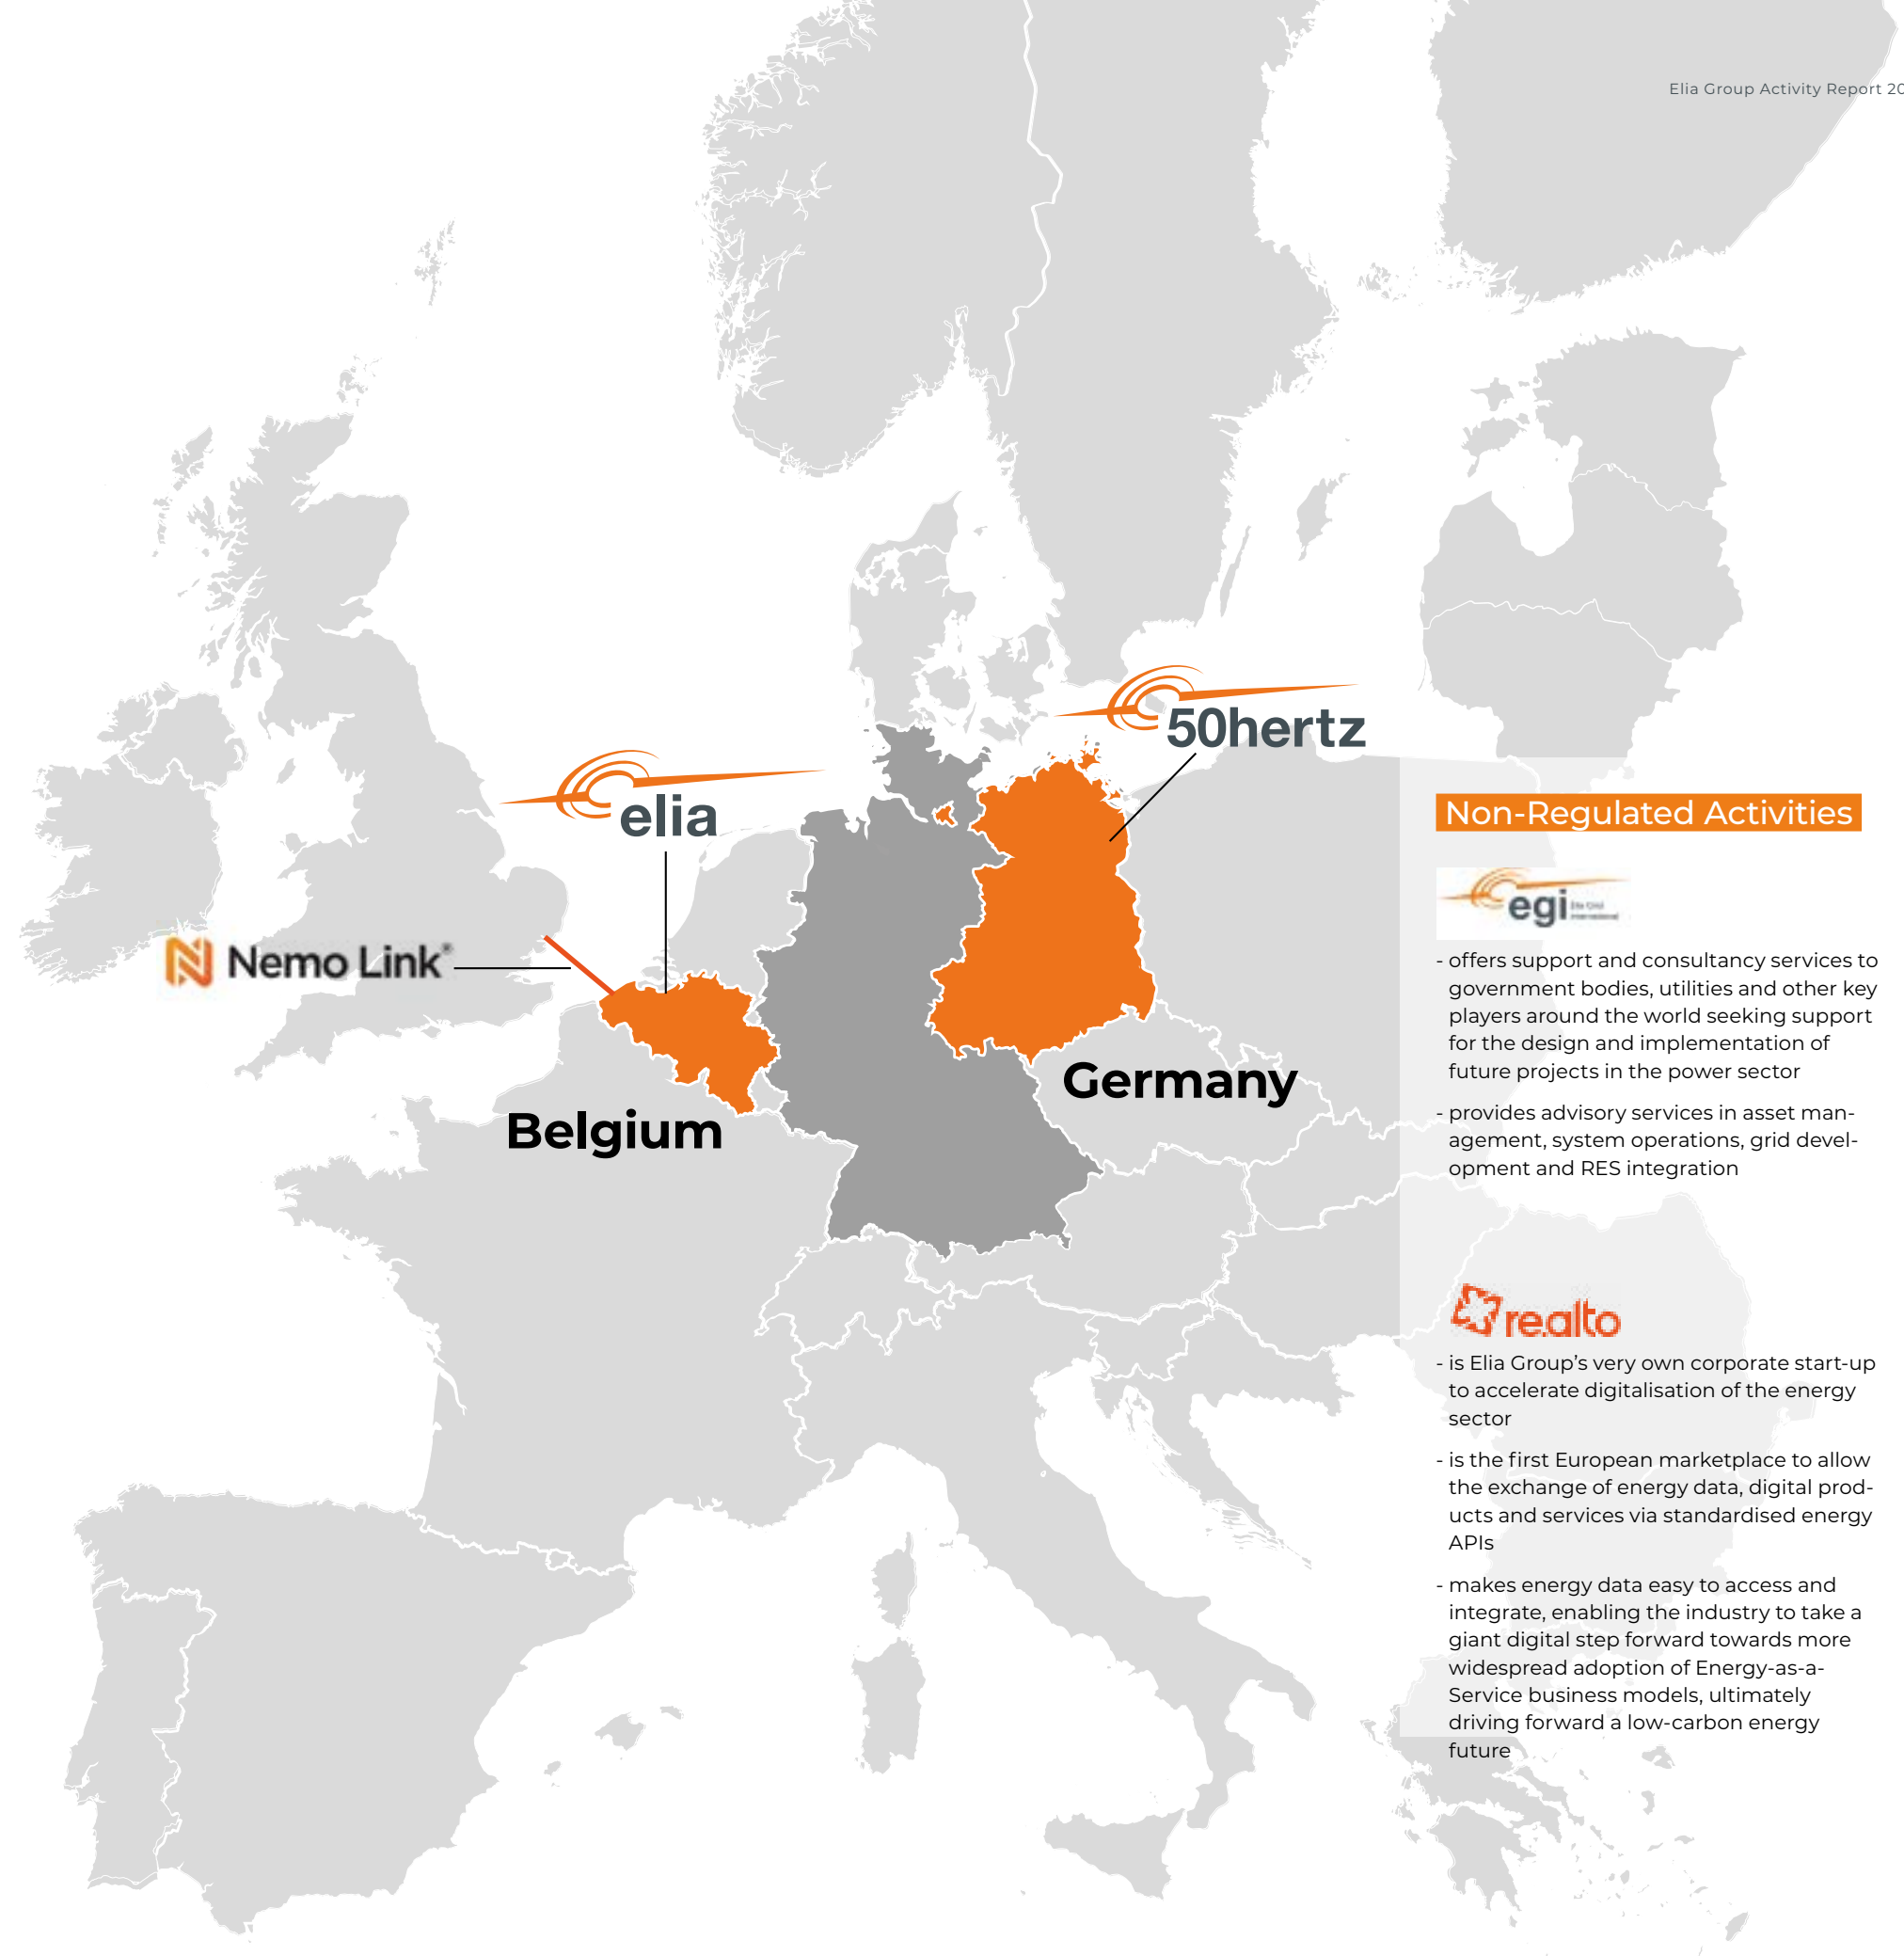 Elia Group Activity Report 20
50hertz
elia
Nemo Link®
Belgium
Germany
Non-Regulated Activities
egi
- offers support and consultancy services to
government bodies, utilities and other key
players around the world seeking support
for the design and implementation of
future projects in the power sector
- provides advisory services in asset man-
agement, system operations, grid devel-
opment and RES integration
re.alto
- is Elia Group’s very own corporate start-up
to accelerate digitalisation of the energy
sector
- is the first European marketplace to allow
the exchange of energy data, digital prod-
ucts and services via standardised energy
APIs
- makes energy data easy to access and
integrate, enabling the industry to take a
giant digital step forward towards more
widespread adoption of Energy-as-a-
Service business models, ultimately
driving forward a low-carbon energy
future